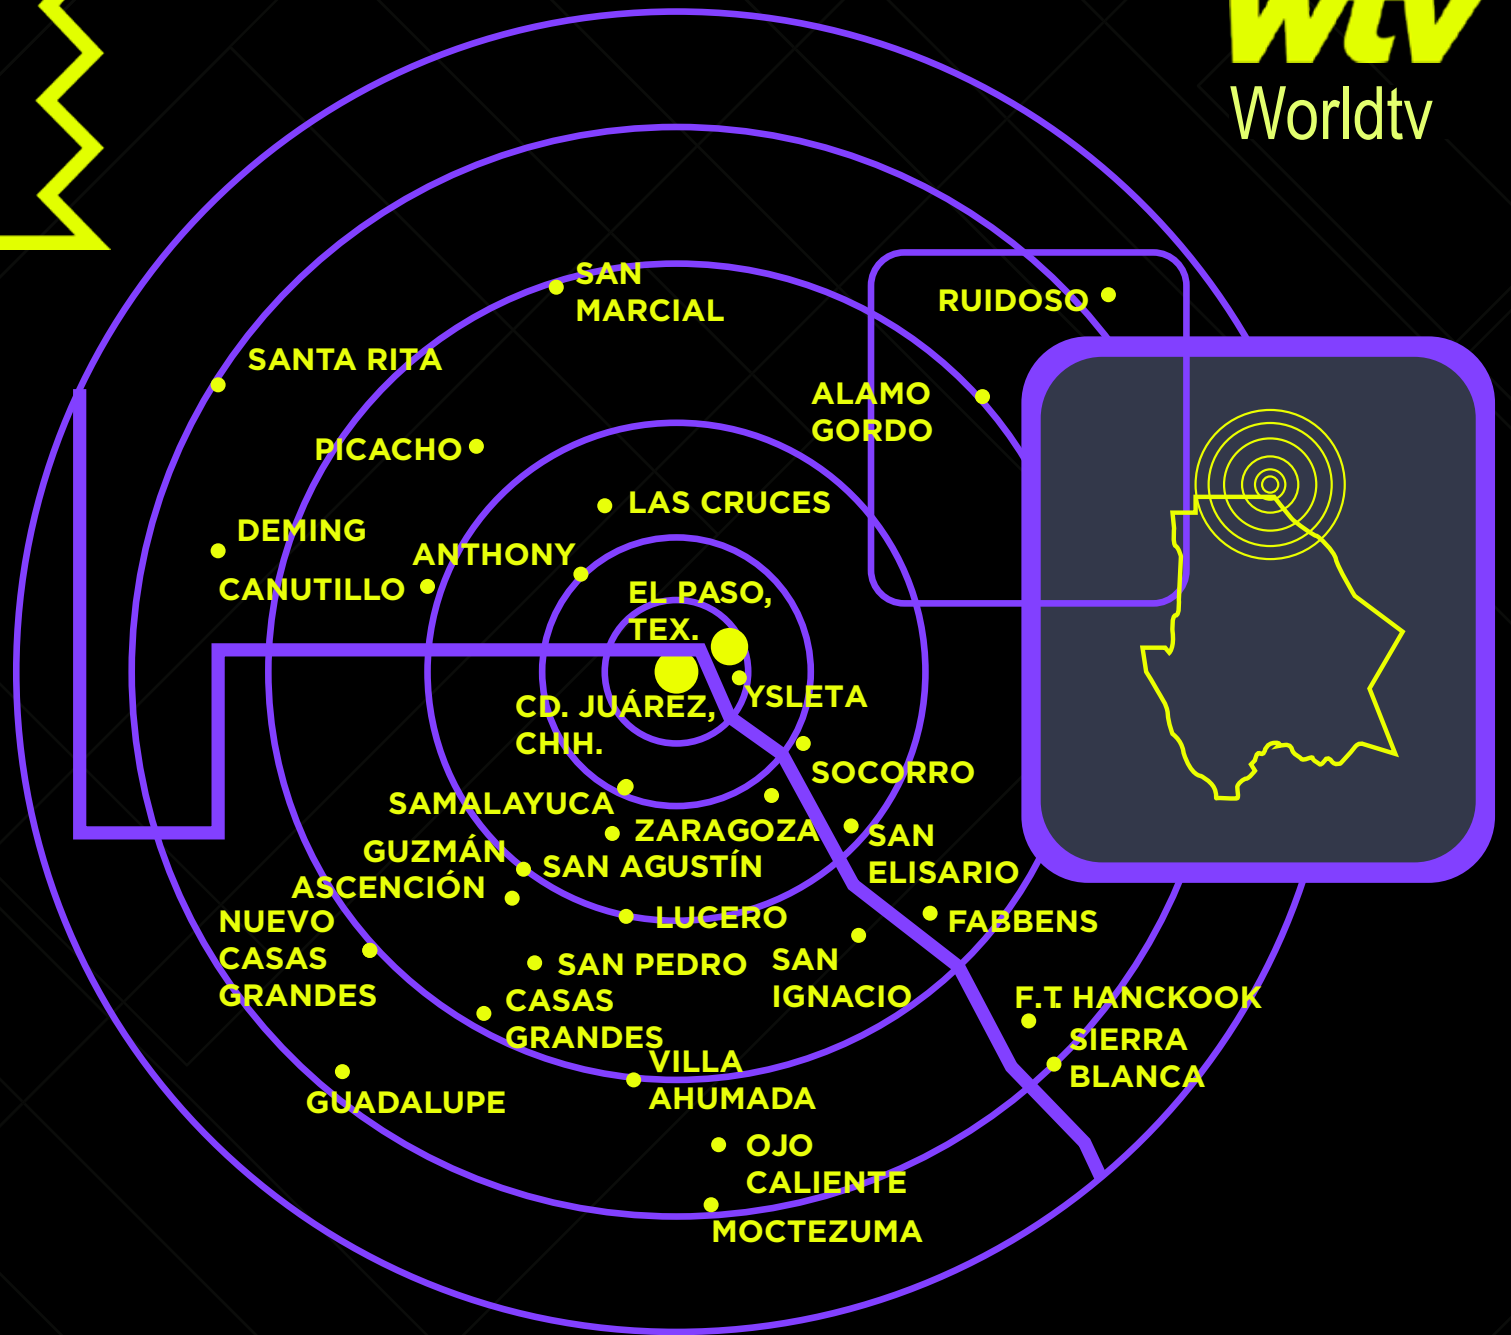 wtv
Worldtv
SAN
MARCIAL
RUIDOSO
SANTA RITA
ALAMO
GORDO
PICACHO
LAS CRUCES
DEMING
ANTHONY
CANUTILLO
EL PASO,
TEX.
YSLETA
CD. JUÁREZ,
CHIH.
SOCORRO
SAMALAYUCA
ZARAGOZA
SAN
ELISARIO
GUZMÁN
SAN AGUSTÍN
ASCENCIÓN
LUCERO
FABBENS
NUEVO
CASAS
GRANDES
SAN PEDRO
SAN
IGNACIO
CASAS
GRANDES
F.T. HANCKOOK
SIERRA
BLANCA
VILLA
AHUMADA
GUADALUPE
OJO
CALIENTE
MOCTEZUMA